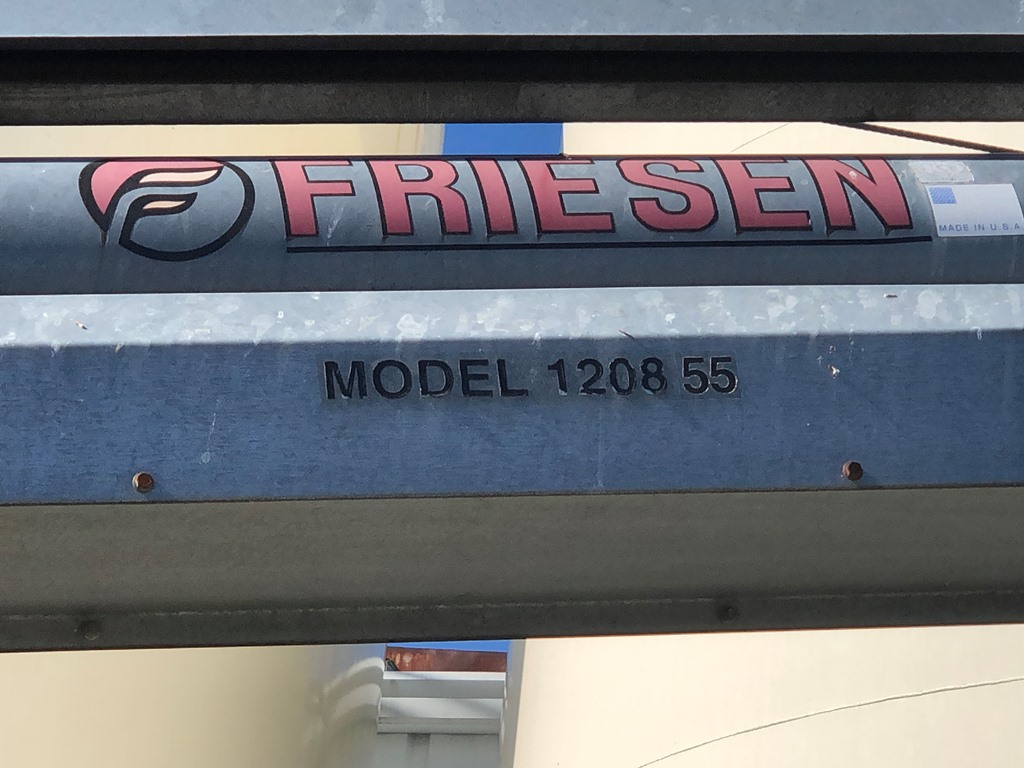 FRIESEN
MADE IN U.S.A.
MODEL 1208 55